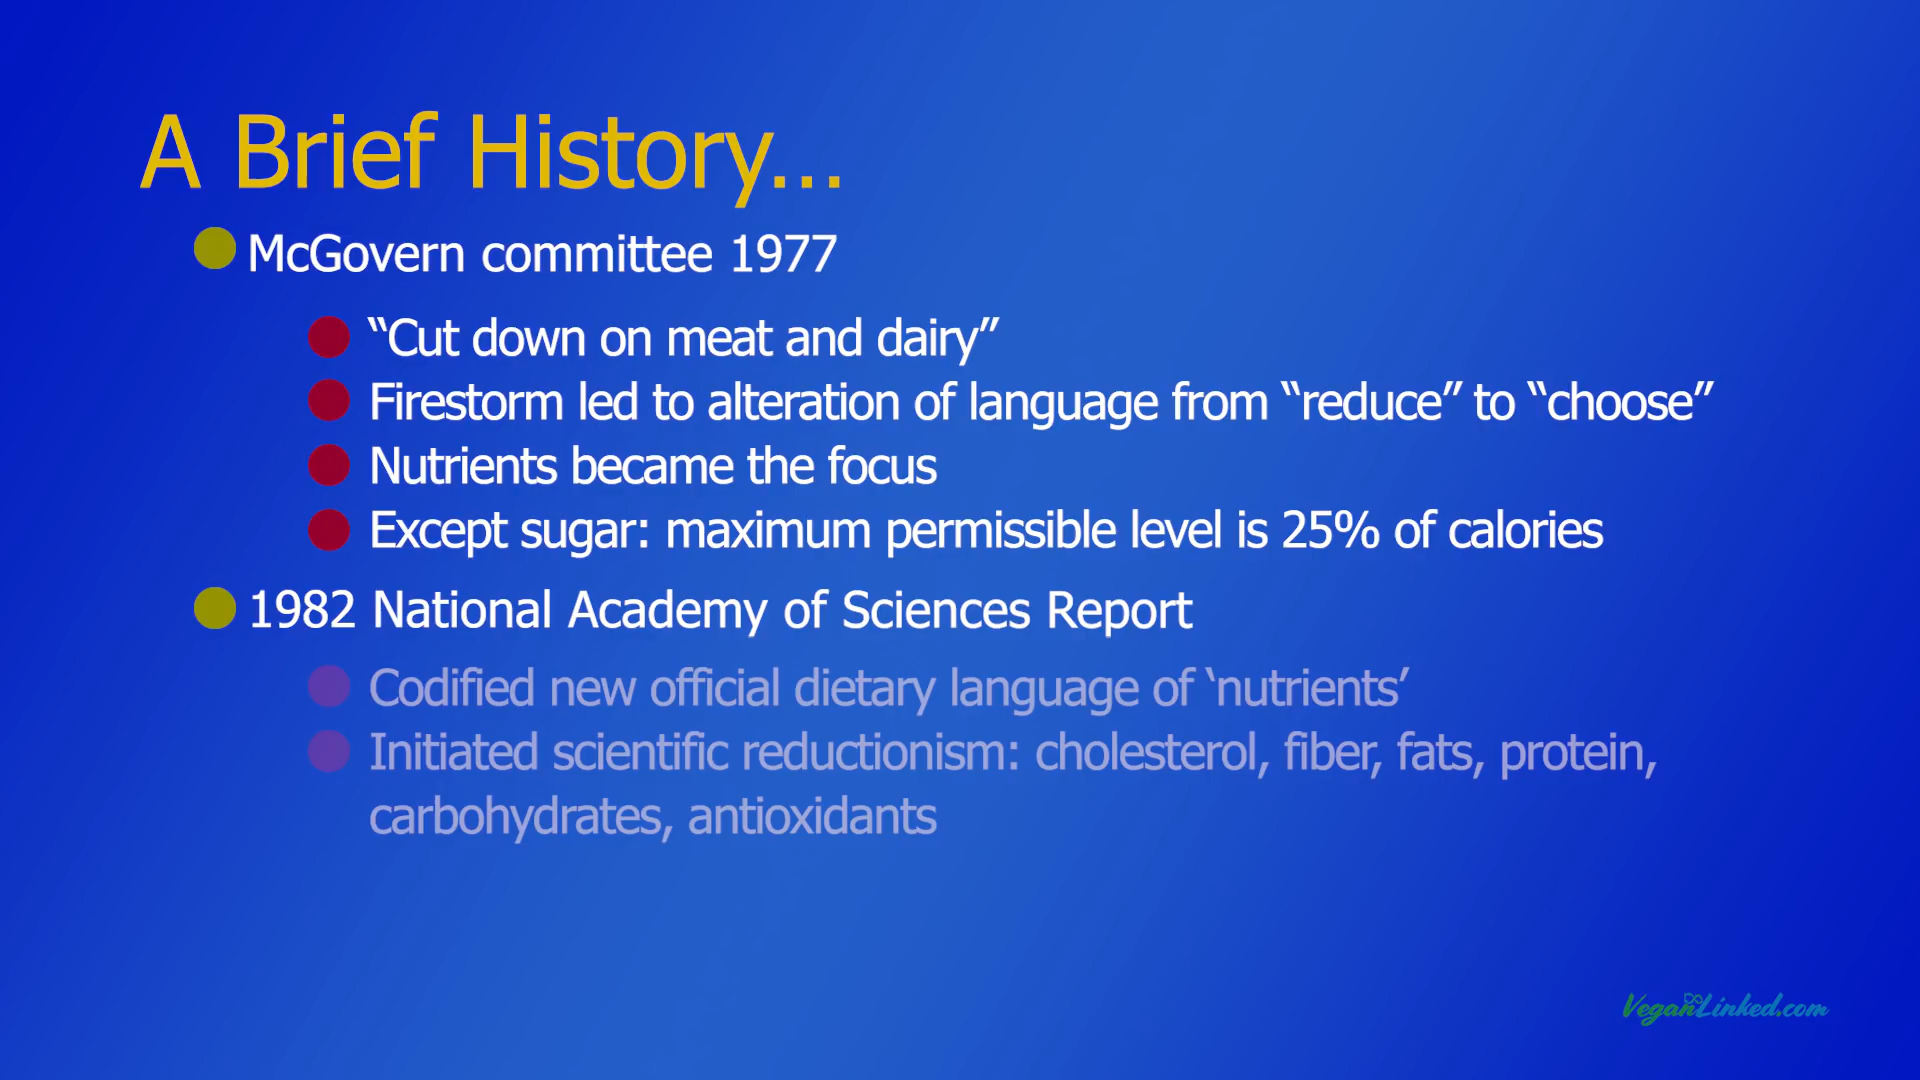 A Brief History...
McGovern committee 1977
“Cut down on meat and dairy”
Firestorm led to alteration of language from “reduce” to “choose”
Nutrients became the focus
Except sugar: maximum permissible level is 25% of calories
1982 National Academy of Sciences Report
Codified new official dietary language of ‘nutrients’
Initiated scientific reductionism: cholesterol, fiber, fats, protein,
carbohydrates, antioxidants
VeganLinked.com